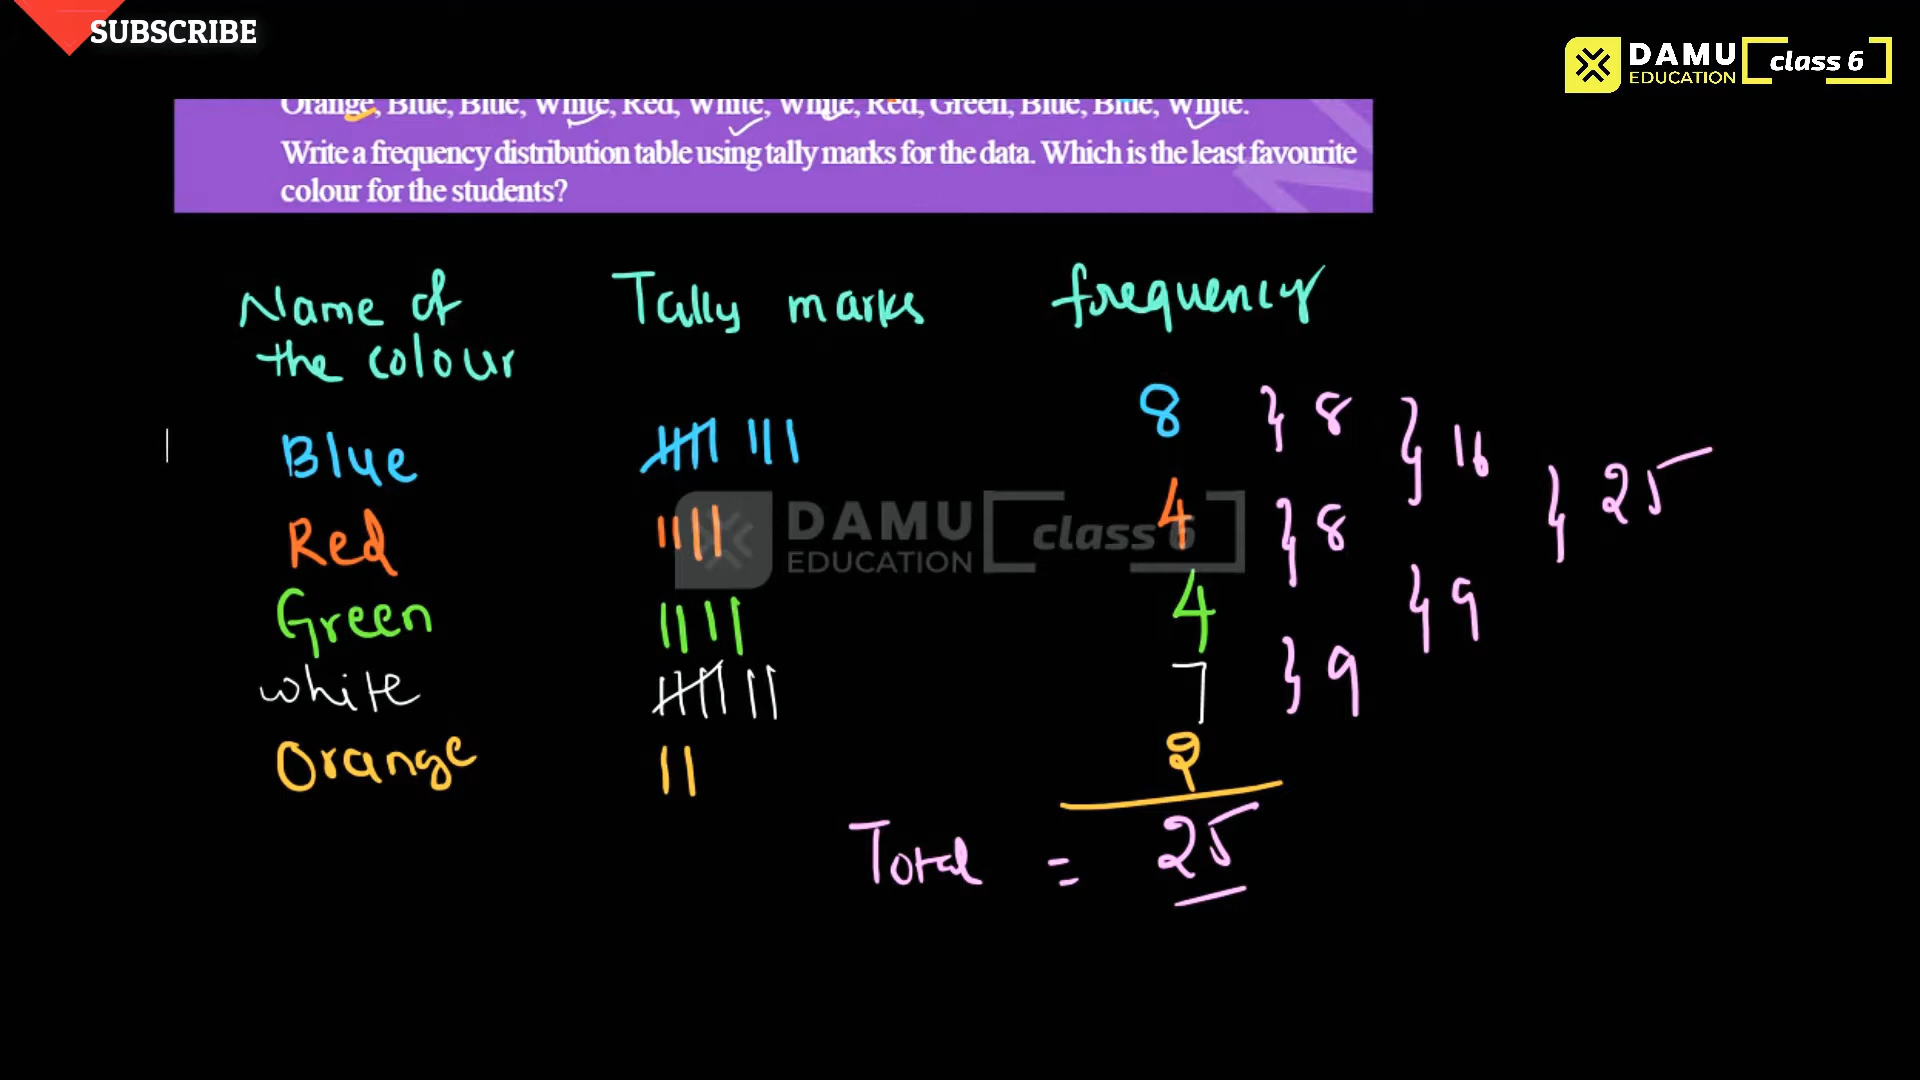 SUBSCRIBE
DAMU
EDUCATION
class 6
Orange, Blue, Blue, White, Red, White, White, Red, Green, Blue, Blue, White.
Write a frequency distribution table using tally marks for the data. Which is the least favourite
colour for the students?
Name of the colour Tally marks frequency
Blue 8 } 8 } 16
Red 4 } 8 } 25
Green 4 } 9
white 7 } 9
Orange 2
Total = 25
DAMU
EDUCATION
class 6